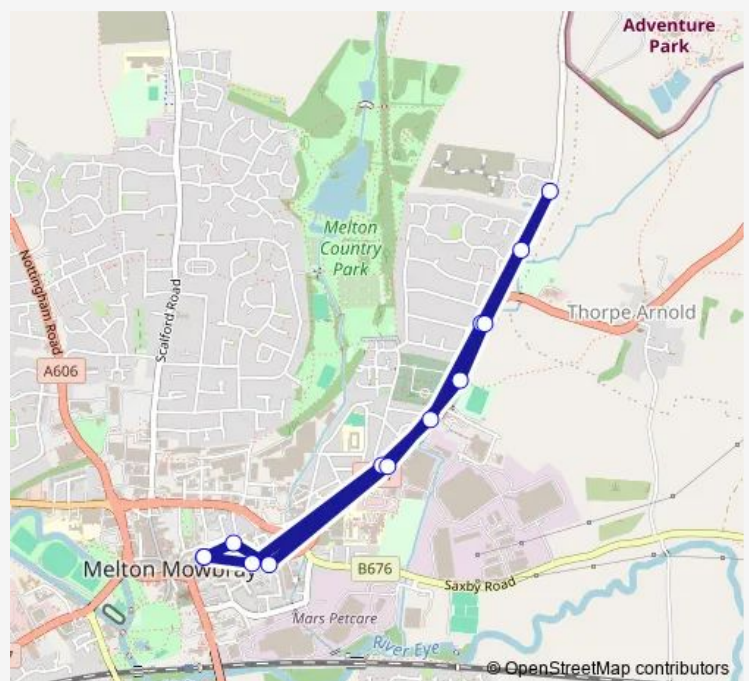 Adventure
Park
Melton
Country
Park
Nottingham Road
Scalford Road
Thorpe Arnold
A606
Melton Mowbray
B676
Saxby Road
Mars Petcare
River Eye
© OpenStreetMap contributors